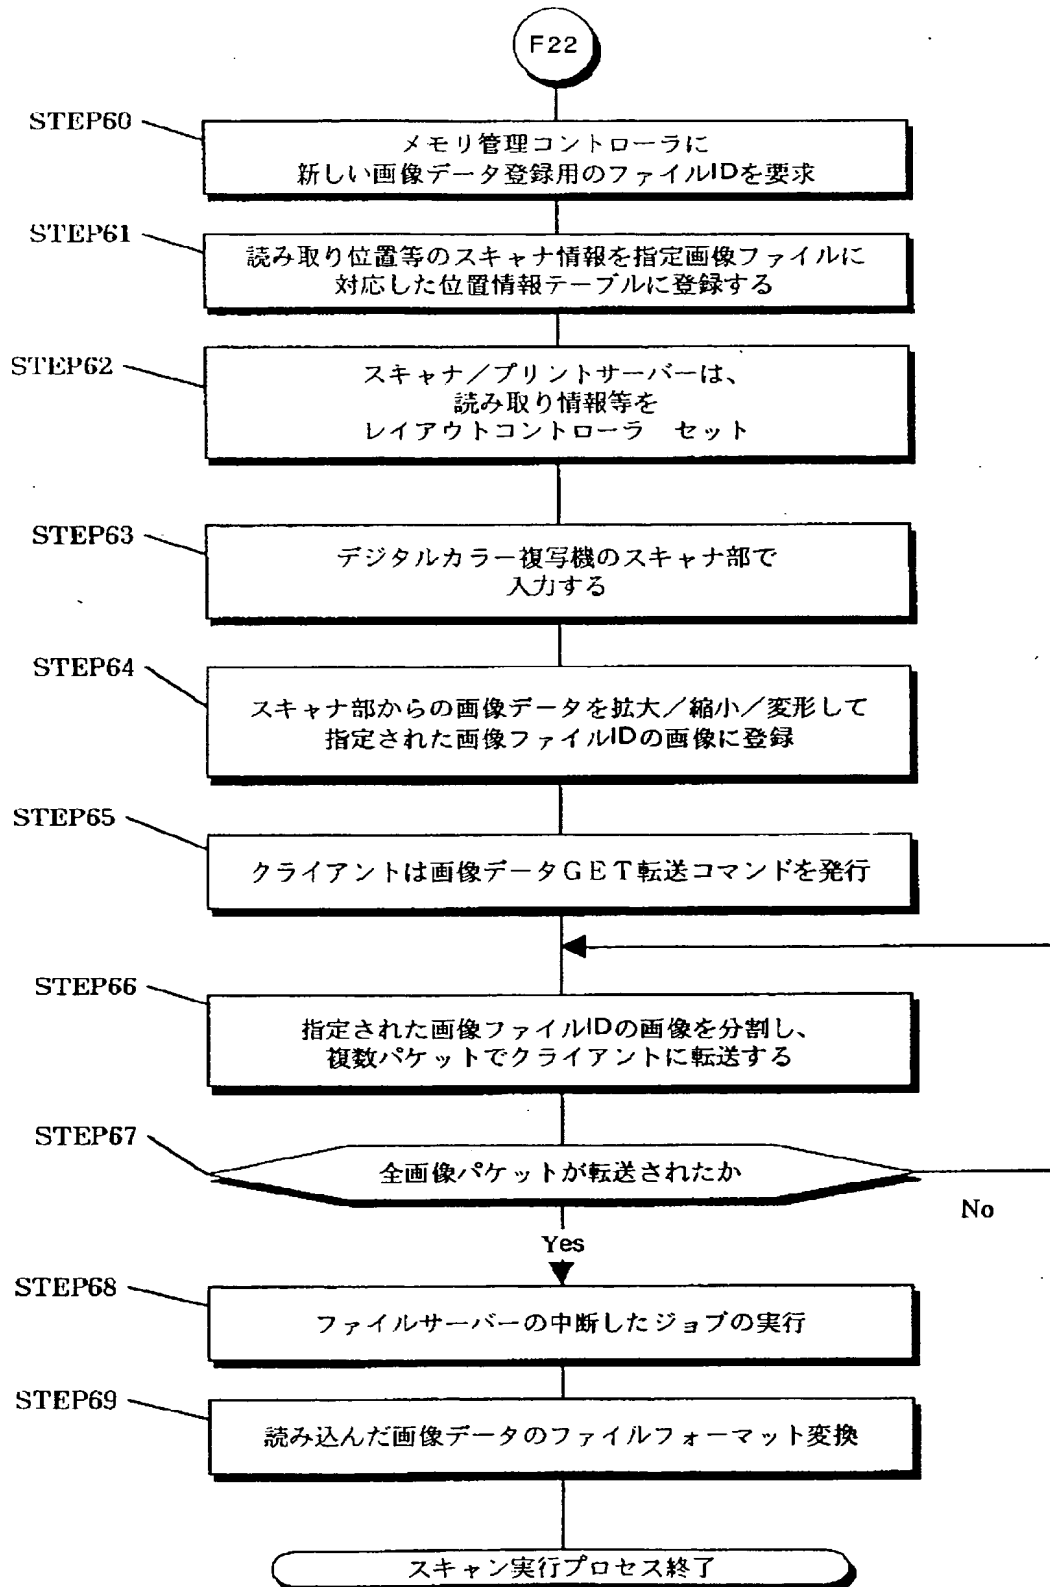 F22
STEP60
メモリ管理コントローラに
新しい画像データ登録用のファイルIDを要求
STEP61
読み取り位置等のスキャナ情報を指定画像ファイルに
対応した位置情報テーブルに登録する
STEP62
スキャナ／プリントサーバーは、
読み取り情報等を
レイアウトコントローラ　セット
STEP63
デジタルカラー複写機のスキャナ部で
入力する
STEP64
スキャナ部からの画像データを拡大／縮小／変形して
指定された画像ファイルIDの画像に登録
STEP65
クライアントは画像データＧＥＴ転送コマンドを発行
STEP66
指定された画像ファイルIDの画像を分割し、
複数パケットでクライアントに転送する
STEP67
全画像パケットが転送されたか
No
Yes
STEP68
ファイルサーバーの中断したジョブの実行
STEP69
読み込んだ画像データのファイルフォーマット変換
スキャン実行プロセス終了